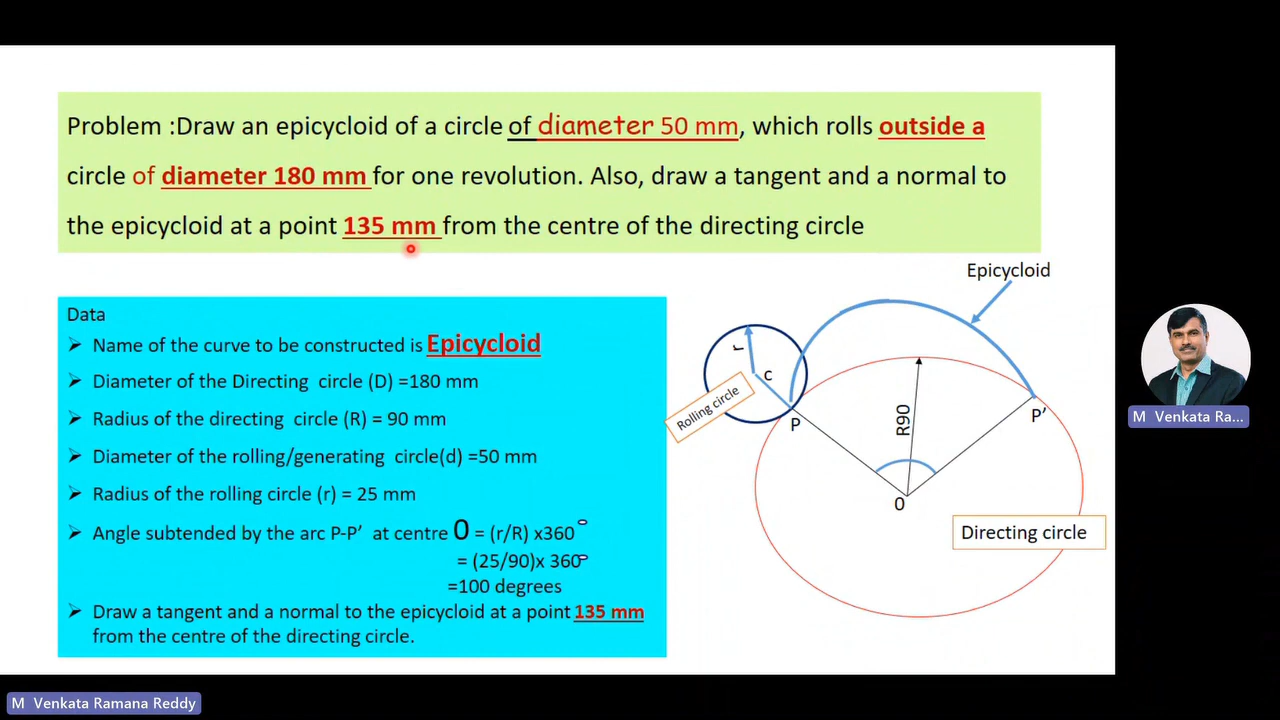 Problem :Draw an epicycloid of a circle of diameter 50 mm, which rolls outside a
circle of diameter 180 mm for one revolution. Also, draw a tangent and a normal to
the epicycloid at a point 135 mm from the centre of the directing circle
Data
➢ Name of the curve to be constructed is Epicycloid
➢ Diameter of the Directing circle (D) =180 mm
➢ Radius of the directing circle (R) = 90 mm
➢ Diameter of the rolling/generating circle(d) =50 mm
➢ Radius of the rolling circle (r) = 25 mm
➢ Angle subtended by the arc P-P’ at centre O = (r/R) x360°
= (25/90)x 360°
=100 degrees
➢ Draw a tangent and a normal to the epicycloid at a point 135 mm
from the centre of the directing circle.
Epicycloid
r
C
Rolling circle
P
R90
P’
O
Directing circle
M Venkata Ra...
M Venkata Ramana Reddy